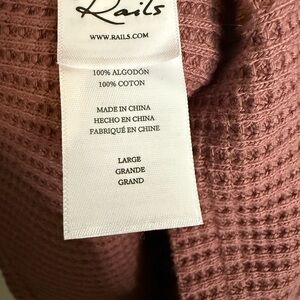 Rails
WWW.RAILS.COM
100% ALGODÓN
100% COTON
MADE IN CHINA
HECHO EN CHINA
FABRIQUÉ EN CHINE
LARGE
GRANDE
GRAND